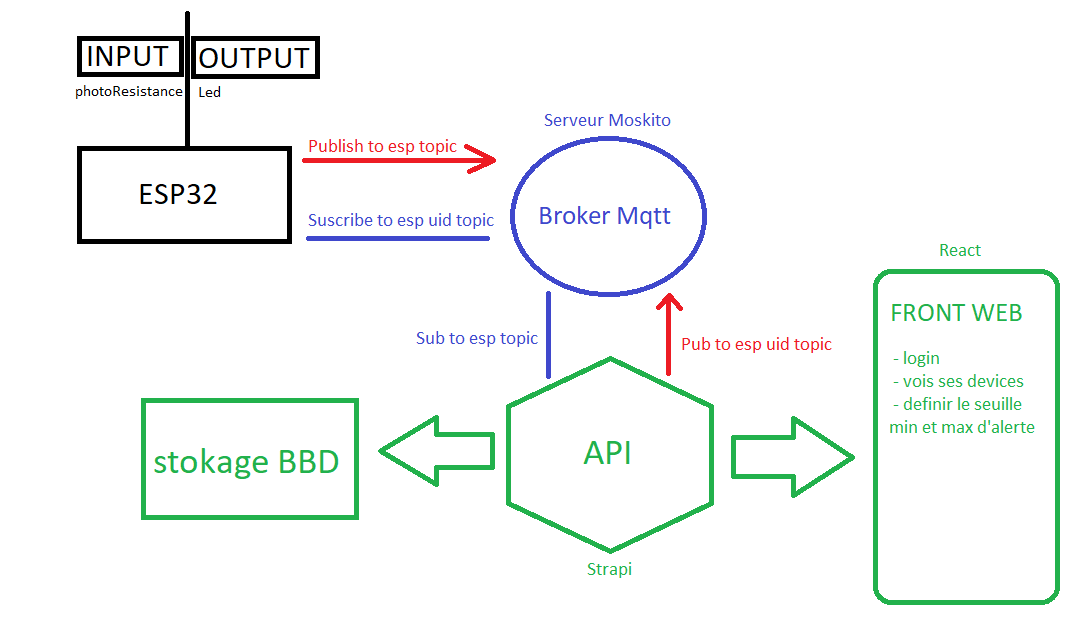 INPUT
OUTPUT
photoResistance
Led
ESP32
Publish to esp topic
Suscribe to esp uid topic
Serveur Moskito
Broker Mqtt
Sub to esp topic
Pub to esp uid topic
stokage BBD
API
Strapi
React
FRONT WEB
- login
- vois ses devices
- definir le seuille
min et max d'alerte